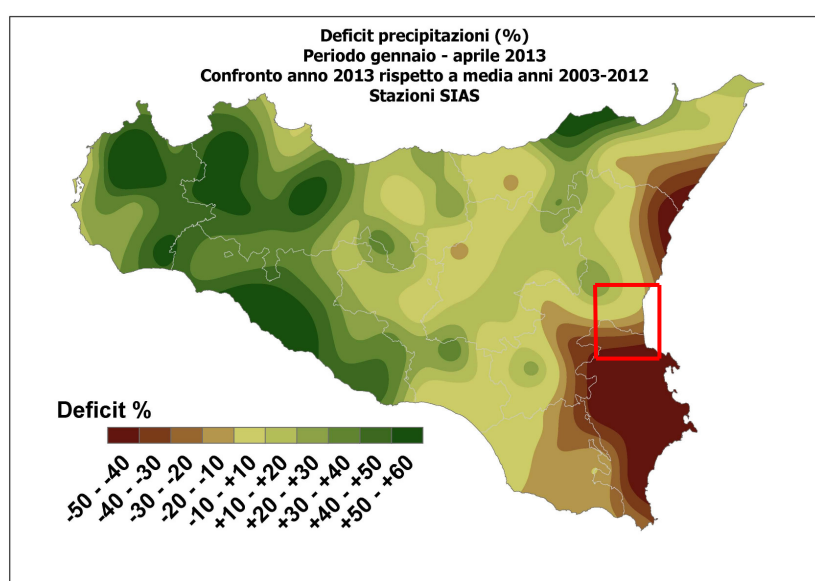 Deficit precipitazioni (%)
Periodo gennaio - aprile 2013
Confronto anno 2013 rispetto a media anni 2003-2012
Stazioni SIAS
Deficit %
-50 - -40
-40 - -30
-30 - -20
-20 - -10
-10 - +10
+10 - +20
+20 - +30
+30 - +40
+40 - +50
+50 - +60